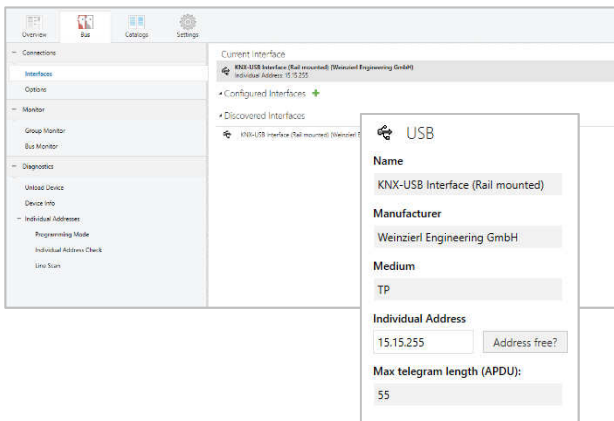 Overview Bus Catalogs Settings
Connections
Interfaces
Options
Monitor
Group Monitor
Bus Monitor
Diagnostics
Unload Device
Device Info
Individual Addresses
Programming Mode
Individual Address Check
Line Scan
Current Interface
KNX-USB Interface (Rail mounted) (Weinzierl Engineering GmbH)
Individual Address: 15.15.255
Configured Interfaces
Discovered Interfaces
KNX-USB Interface (Rail mounted) (Weinzierl
USB
Name
KNX-USB Interface (Rail mounted)
Manufacturer
Weinzierl Engineering GmbH
Medium
TP
Individual Address
15.15.255 Address free?
Max telegram length (APDU):
55